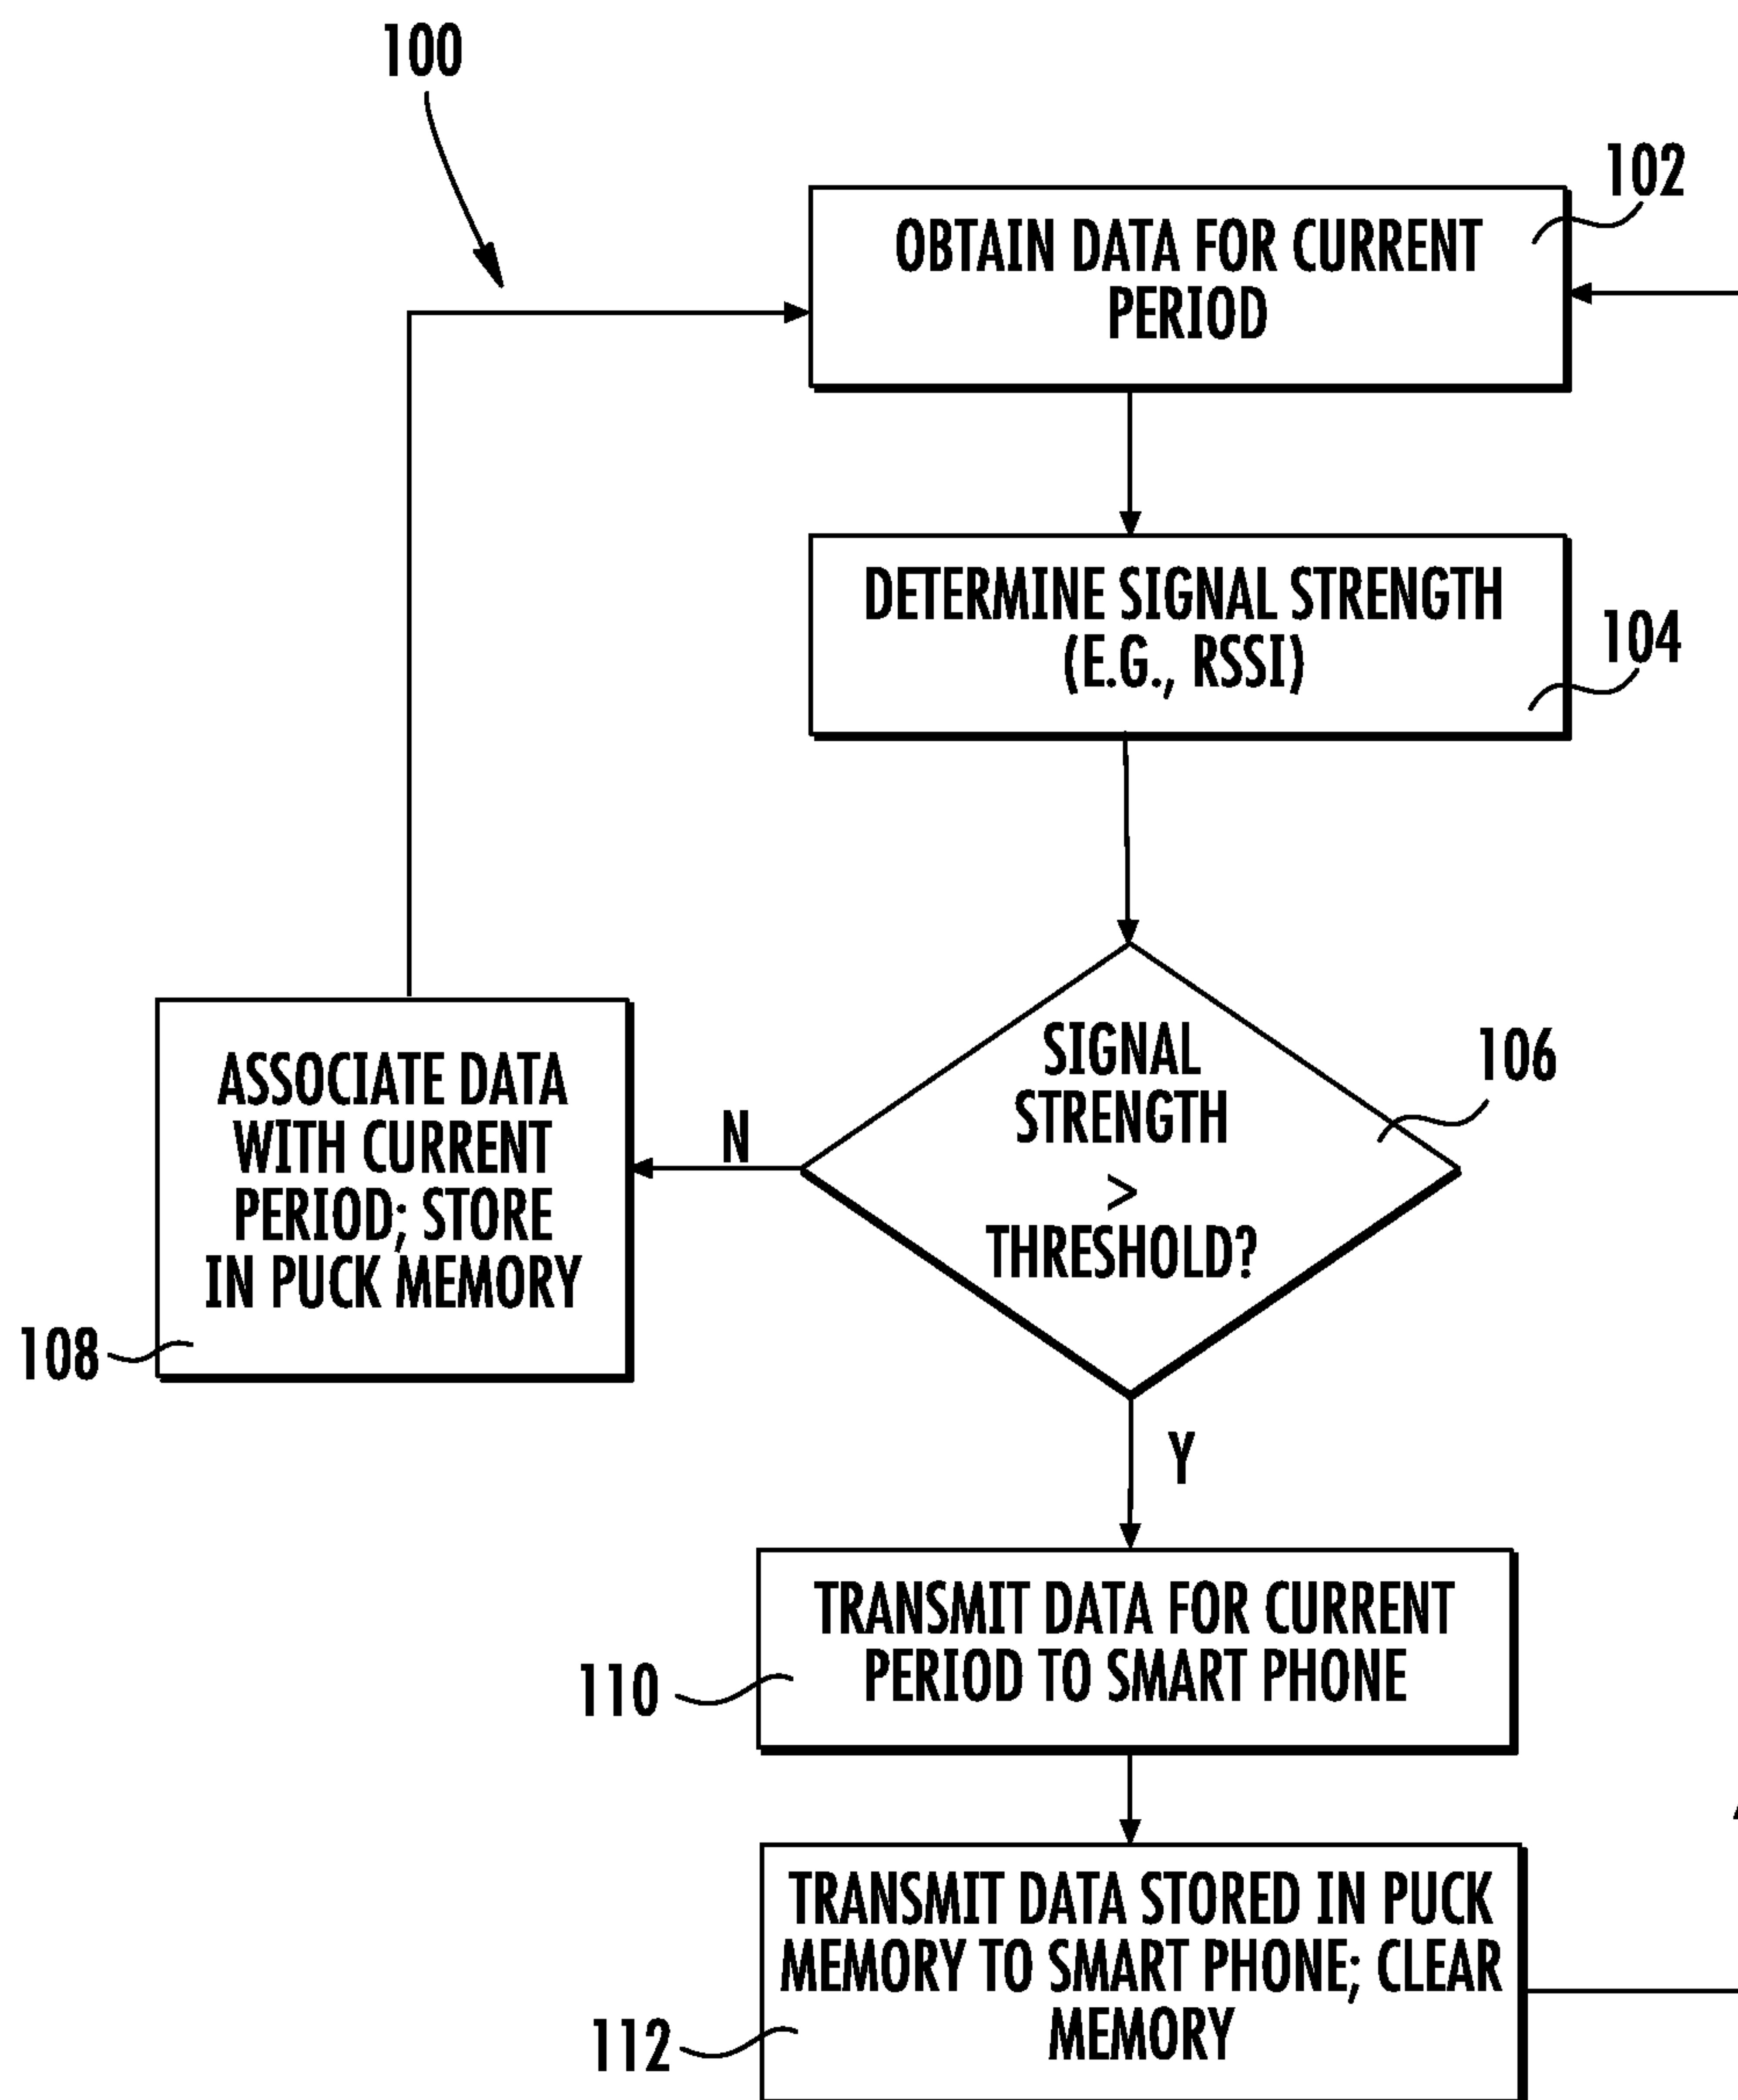 100
102
OBTAIN DATA FOR CURRENT
PERIOD
DETERMINE SIGNAL STRENGTH
(E.G., RSSI)
104
SIGNAL
STRENGTH
>
THRESHOLD?
106
N
ASSOCIATE DATA
WITH CURRENT
PERIOD; STORE
IN PUCK MEMORY
108
Y
TRANSMIT DATA FOR CURRENT
PERIOD TO SMART PHONE
110
TRANSMIT DATA STORED IN PUCK
MEMORY TO SMART PHONE; CLEAR
MEMORY
112